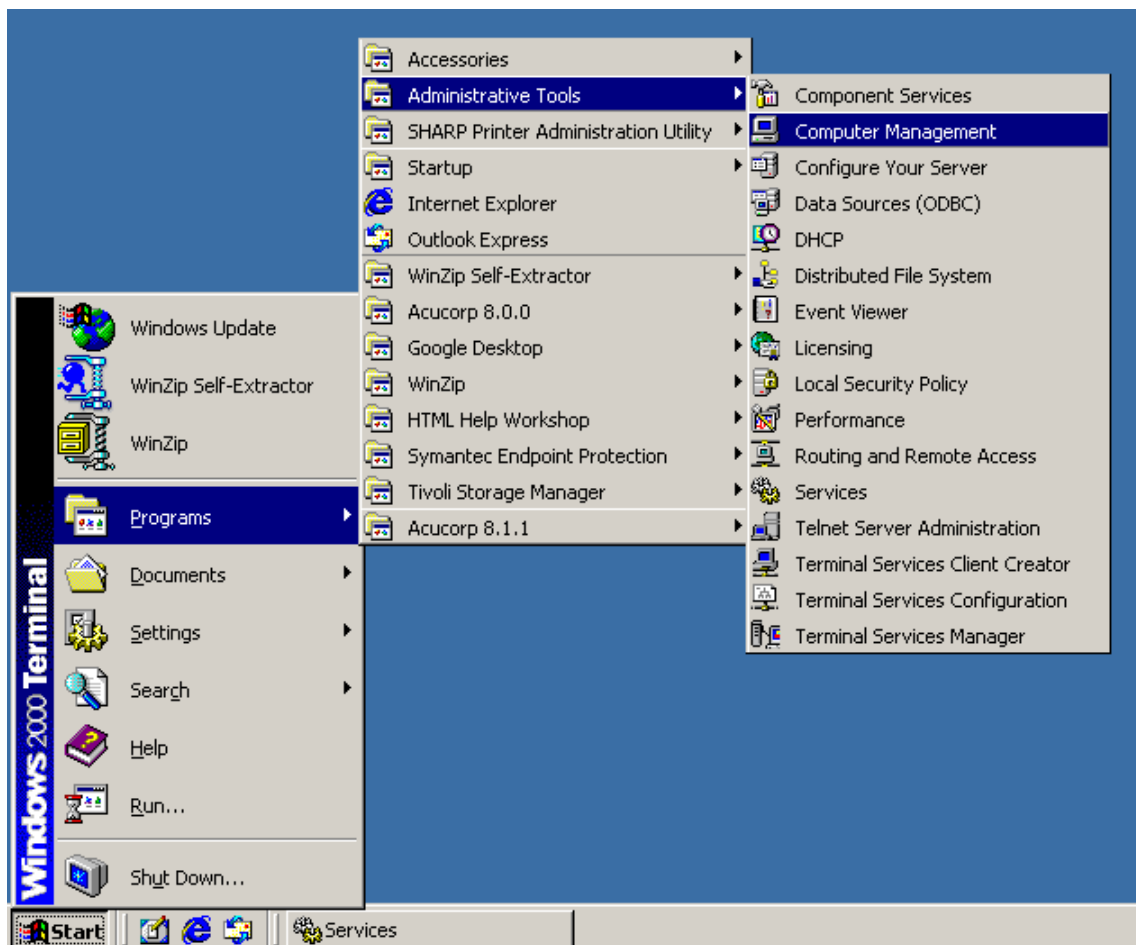 Accessories
Administrative Tools
SHARP Printer Administration Utility
Startup
Internet Explorer
Outlook Express
WinZip Self-Extractor
Acucorp 8.0.0
Google Desktop
WinZip
HTML Help Workshop
Symantec Endpoint Protection
Tivoli Storage Manager
Acucorp 8.1.1
Component Services
Computer Management
Configure Your Server
Data Sources (ODBC)
DHCP
Distributed File System
Event Viewer
Licensing
Local Security Policy
Performance
Routing and Remote Access
Services
Telnet Server Administration
Terminal Services Client Creator
Terminal Services Configuration
Terminal Services Manager
Windows Update
WinZip Self-Extractor
WinZip
Programs
Documents
Settings
Search
Help
Run...
Shut Down...
Windows 2000 Terminal
Start
Services